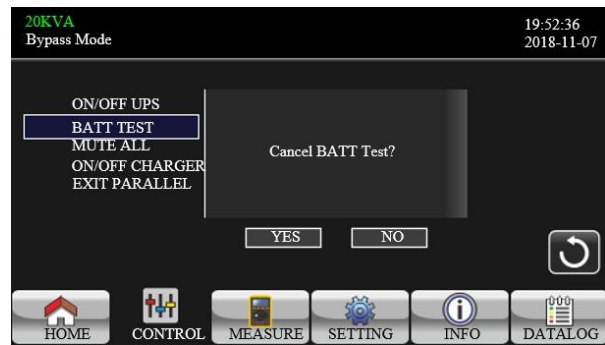 20KVA
Bypass Mode
19:52:36
2018-11-07
ON/OFF UPS
BATT TEST
MUTE ALL
ON/OFF CHARGER
EXIT PARALLEL
Cancel BATT Test?
YES
NO
HOME
CONTROL
MEASURE
SETTING
INFO
DATALOG